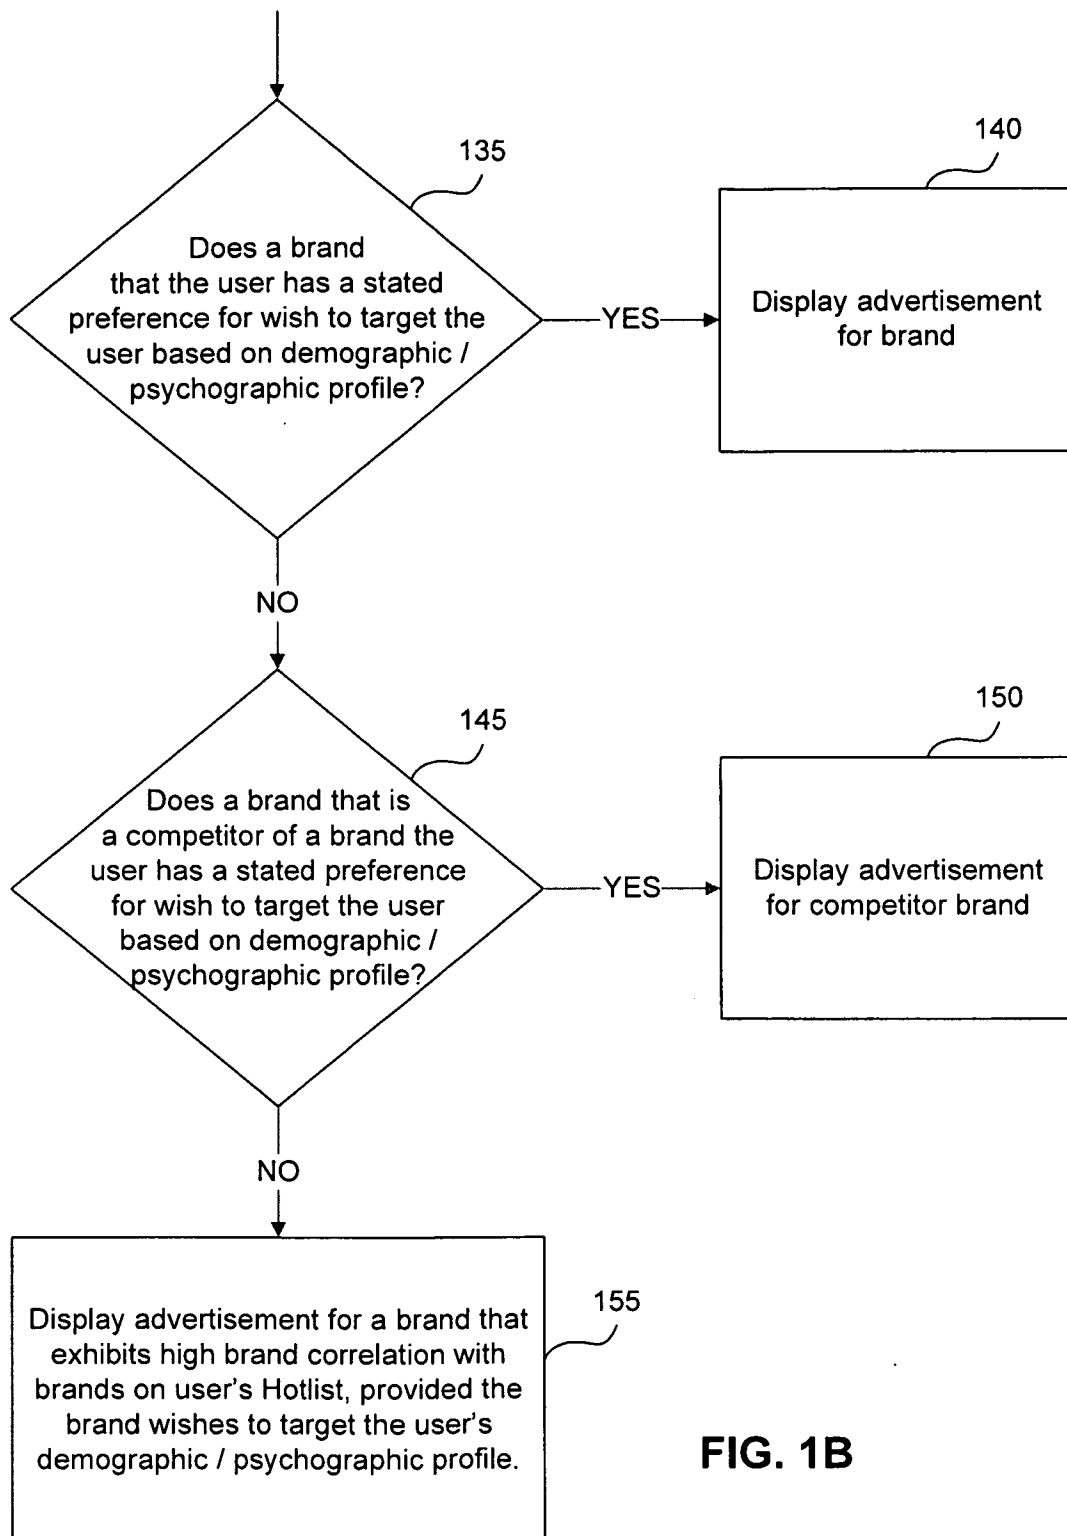 135
Does a brand
that the user has a stated
preference for wish to target the
user based on demographic /
psychographic profile?
YES
140
Display advertisement
for brand
NO
145
Does a brand that is
a competitor of a brand the
user has a stated preference
for wish to target the user
based on demographic /
psychographic profile?
YES
150
Display advertisement
for competitor brand
NO
155
Display advertisement for a brand that
exhibits high brand correlation with
brands on user's Hotlist, provided the
brand wishes to target the user's
demographic / psychographic profile.
FIG. 1B